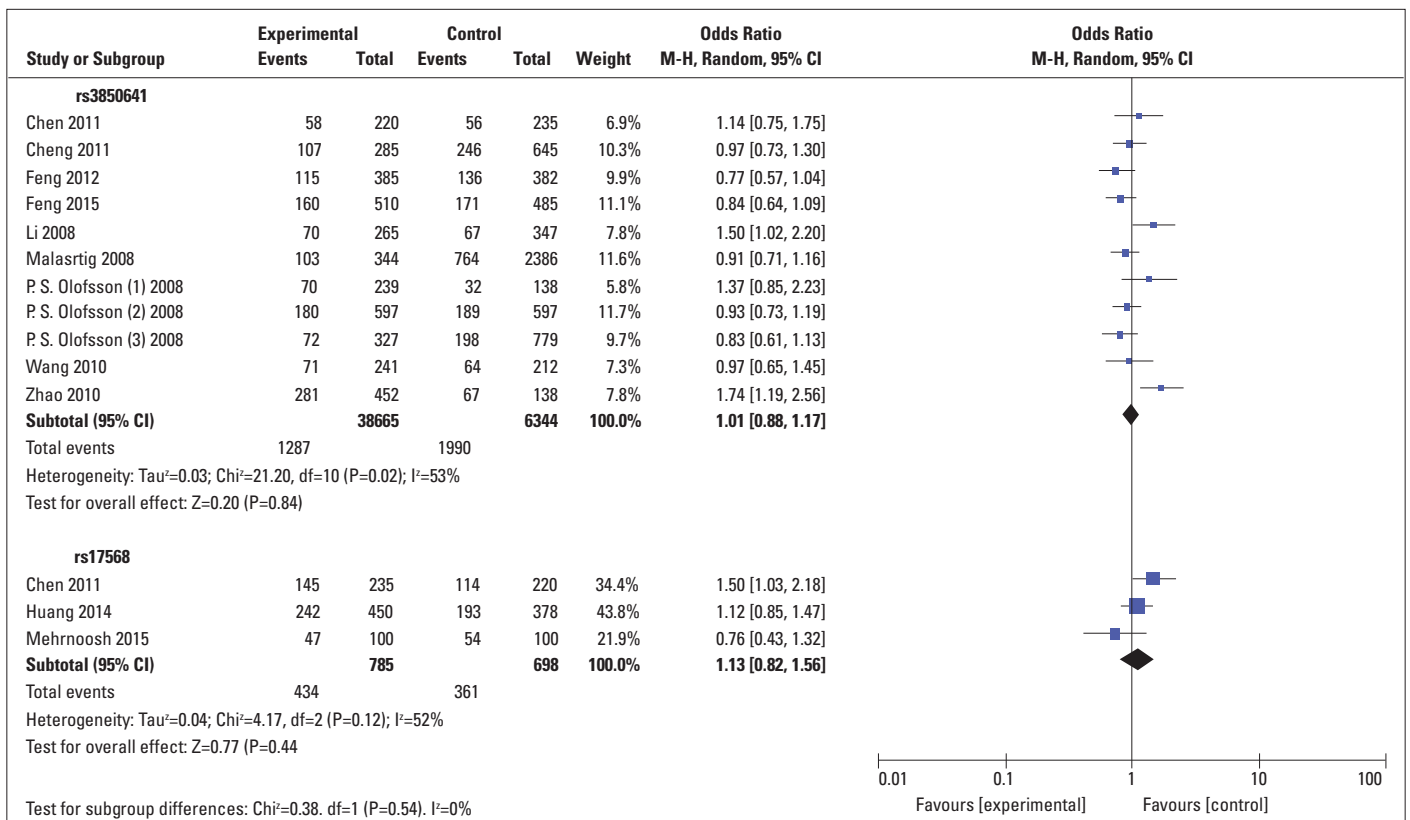 Experimental Control Odds Ratio Odds Ratio
Study or Subgroup Events Total Events Total Weight M-H, Random, 95% CI M-H, Random, 95% CI
rs3850641
Chen 2011 58 220 56 235 6.9% 1.14 [0.75, 1.75]
Cheng 2011 107 285 246 645 10.3% 0.97 [0.73, 1.30]
Feng 2012 115 385 136 382 9.9% 0.77 [0.57, 1.04]
Feng 2015 160 510 171 485 11.1% 0.84 [0.64, 1.09]
Li 2008 70 265 67 347 7.8% 1.50 [1.02, 2.20]
Malasrtig 2008 103 344 764 2386 11.6% 0.91 [0.71, 1.16]
P. S. Olofsson (1) 2008 70 239 32 138 5.8% 1.37 [0.85, 2.23]
P. S. Olofsson (2) 2008 180 597 189 597 11.7% 0.93 [0.73, 1.19]
P. S. Olofsson (3) 2008 72 327 198 779 9.7% 0.83 [0.61, 1.13]
Wang 2010 71 241 64 212 7.3% 0.97 [0.65, 1.45]
Zhao 2010 281 452 67 138 7.8% 1.74 [1.19, 2.56]
Subtotal (95% CI) 38665 6344 100.0% 1.01 [0.88, 1.17]
Total events 1287 1990
Heterogeneity: Tau²=0.03; Chi²=21.20, df=10 (P=0.02); I²=53%
Test for overall effect: Z=0.20 (P=0.84)
rs17568
Chen 2011 145 235 114 220 34.4% 1.50 [1.03, 2.18]
Huang 2014 242 450 193 378 43.8% 1.12 [0.85, 1.47]
Mehrnoosh 2015 47 100 54 100 21.9% 0.76 [0.43, 1.32]
Subtotal (95% CI) 785 698 100.0% 1.13 [0.82, 1.56]
Total events 434 361
Heterogeneity: Tau²=0.04; Chi²=4.17, df=2 (P=0.12); I²=52%
Test for overall effect: Z=0.77 (P=0.44
0.01 0.1 1 10 100
Test for subgroup differences: Chi²=0.38. df=1 (P=0.54). I²=0% Favours [experimental] Favours [control]